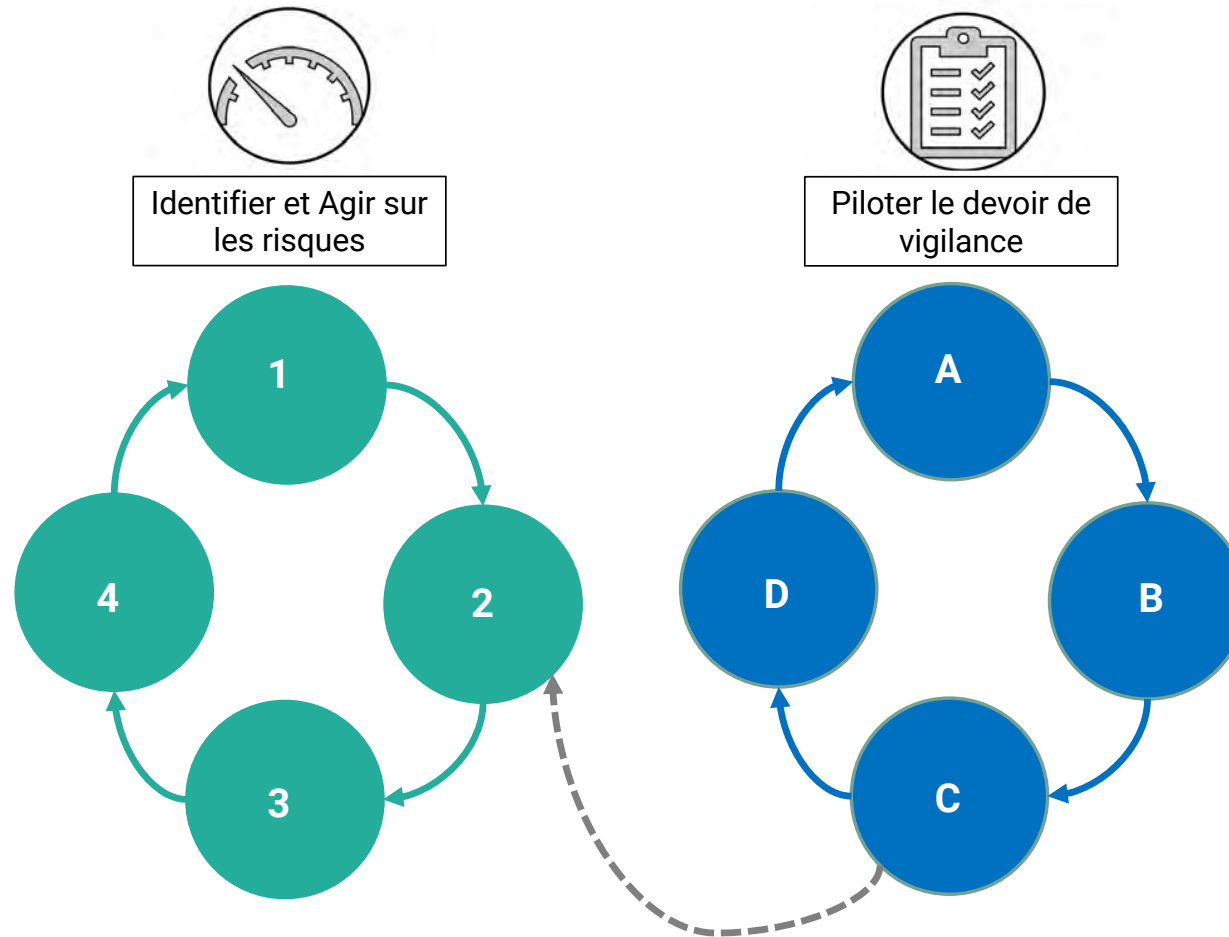 Identifier et Agir sur
les risques
1
2
3
4
Piloter le devoir de
vigilance
A
B
C
D